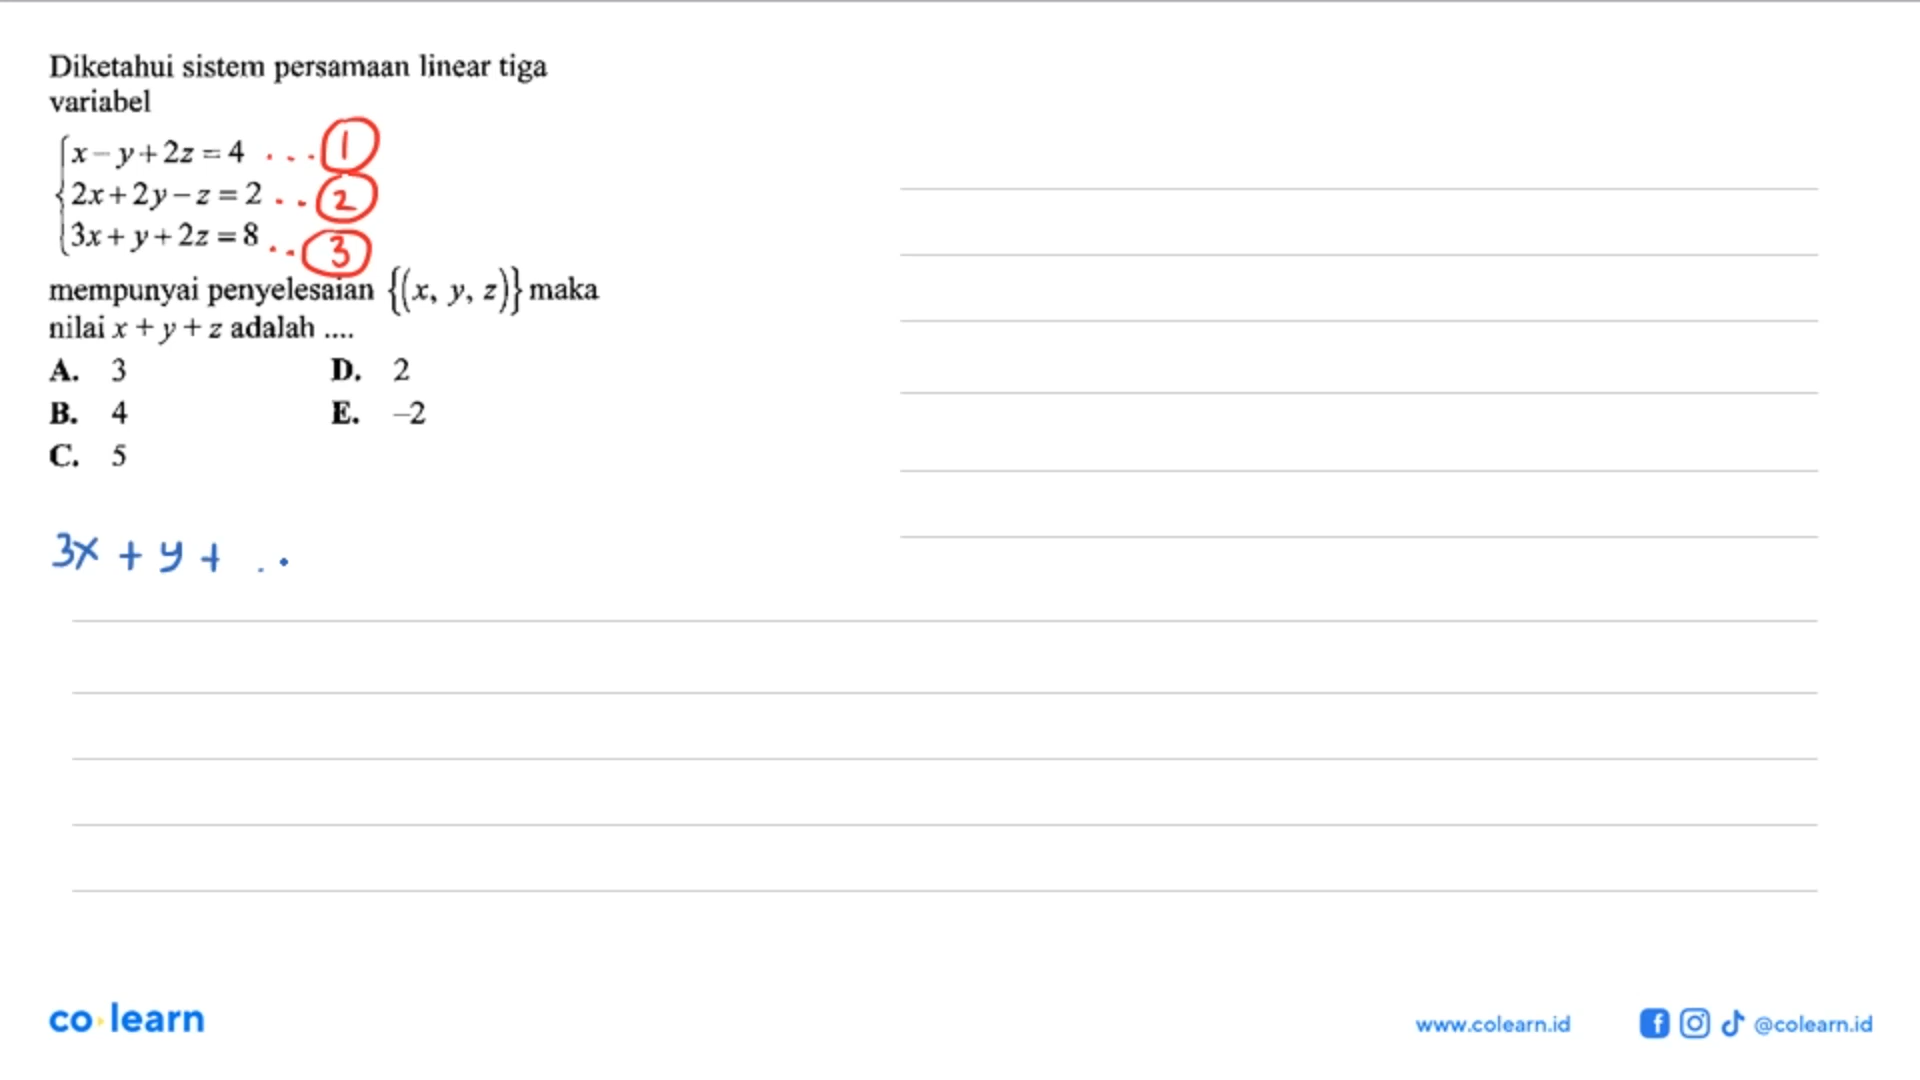 Diketahui sistem persamaan linear tiga
variabel
x − y + 2z = 4 ... 1
2x + 2y − z = 2 .. 2
3x + y + 2z = 8 .. 3
mempunyai penyelesaian {(x, y, z)} maka
nilai x + y + z adalah ....
A. 3 D. 2
B. 4 E. –2
C. 5
3x + y + ..
co learn
www.colearn.id @colearn.id